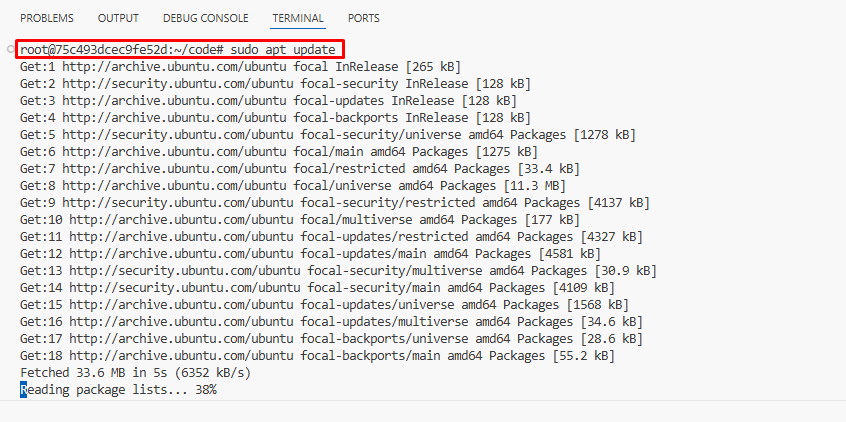 PROBLEMS OUTPUT DEBUG CONSOLE TERMINAL PORTS
root@75c493dcec9fe52d:~/code# sudo apt update
Get:1 http://archive.ubuntu.com/ubuntu focal InRelease [265 kB]
Get:2 http://security.ubuntu.com/ubuntu focal-security InRelease [128 kB]
Get:3 http://archive.ubuntu.com/ubuntu focal-updates InRelease [128 kB]
Get:4 http://archive.ubuntu.com/ubuntu focal-backports InRelease [128 kB]
Get:5 http://security.ubuntu.com/ubuntu focal-security/universe amd64 Packages [1278 kB]
Get:6 http://archive.ubuntu.com/ubuntu focal/main amd64 Packages [1275 kB]
Get:7 http://archive.ubuntu.com/ubuntu focal/restricted amd64 Packages [33.4 kB]
Get:8 http://archive.ubuntu.com/ubuntu focal/universe amd64 Packages [11.3 MB]
Get:9 http://security.ubuntu.com/ubuntu focal-security/restricted amd64 Packages [4137 kB]
Get:10 http://archive.ubuntu.com/ubuntu focal/multiverse amd64 Packages [177 kB]
Get:11 http://archive.ubuntu.com/ubuntu focal-updates/restricted amd64 Packages [4327 kB]
Get:12 http://archive.ubuntu.com/ubuntu focal-updates/main amd64 Packages [4581 kB]
Get:13 http://security.ubuntu.com/ubuntu focal-security/multiverse amd64 Packages [30.9 kB]
Get:14 http://security.ubuntu.com/ubuntu focal-security/main amd64 Packages [4109 kB]
Get:15 http://archive.ubuntu.com/ubuntu focal-updates/universe amd64 Packages [1568 kB]
Get:16 http://archive.ubuntu.com/ubuntu focal-updates/multiverse amd64 Packages [34.6 kB]
Get:17 http://archive.ubuntu.com/ubuntu focal-backports/universe amd64 Packages [28.6 kB]
Get:18 http://archive.ubuntu.com/ubuntu focal-backports/main amd64 Packages [55.2 kB]
Fetched 33.6 MB in 5s (6352 kB/s)
Reading package lists... 38%